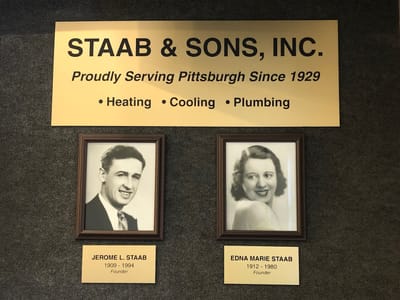 STAAB & SONS, INC.
Proudly Serving Pittsburgh Since 1929
• Heating • Cooling • Plumbing
JEROME L. STAAB
1909 - 1994
Founder
EDNA MARIE STAAB
1912 - 1980
Founder